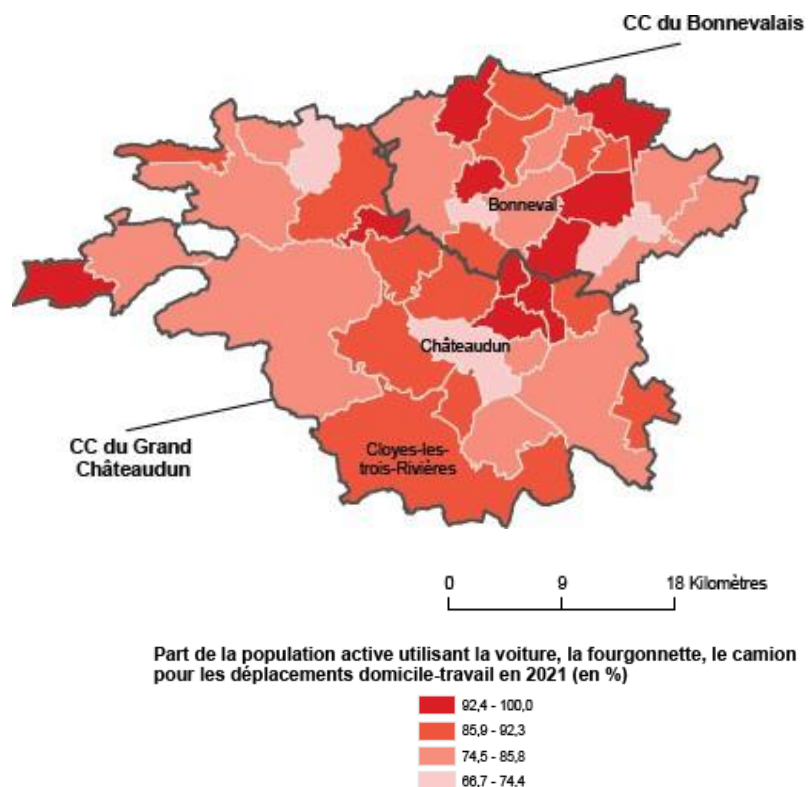 CC du Bonnevalais
Bonneval
Châteaudun
CC du Grand
Châteaudun
Cloyes-les-
trois-Rivières
0 9 18 Kilomètres
Part de la population active utilisant la voiture, la fourgonnette, le camion
pour les déplacements domicile-travail en 2021 (en %)
92,4 - 100,0
85,9 - 92,3
74,5 - 85,8
66,7 - 74,4